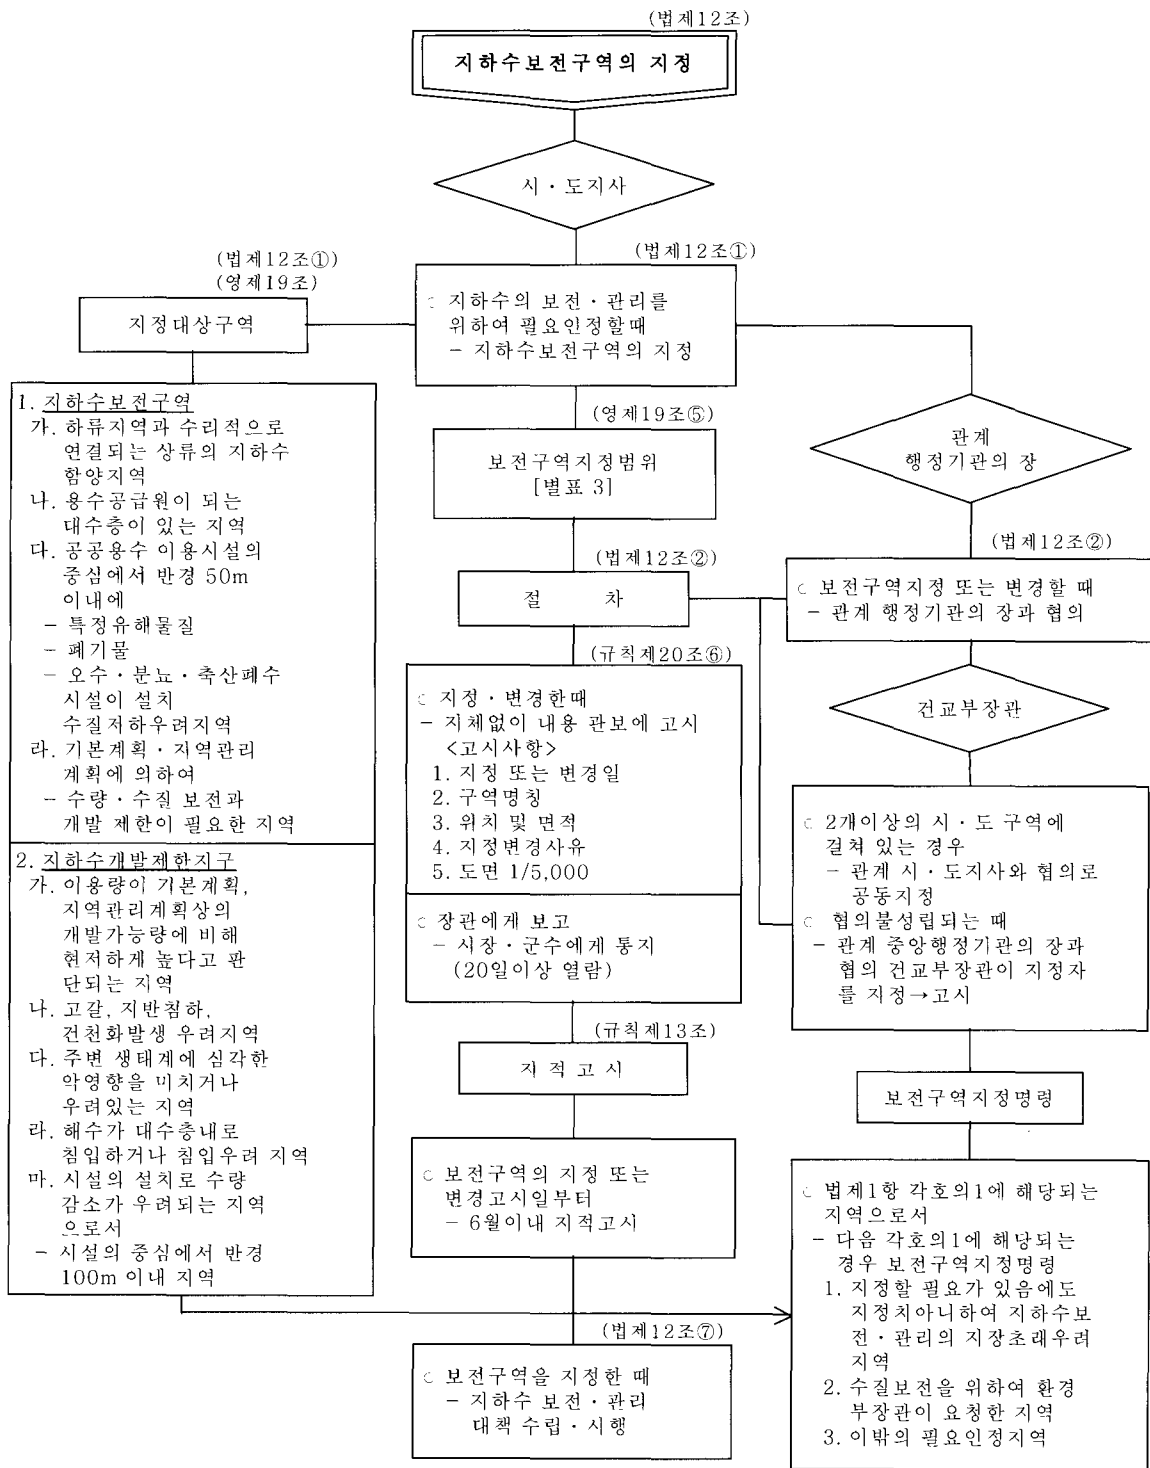 (법제12조)
지하수보전구역의 지정
시·도지사
(법제12조①)
(영제19조)
지정대상구역
(법제12조①)
○ 지하수의 보전·관리를
위하여 필요인정할때
- 지하수보전구역의 지정
1. 지하수보전구역
가. 하류지역과 수리적으로
연결되는 상류의 지하수
함양지역
나. 용수공급원이 되는
대수층이 있는 지역
다. 공공용수 이용시설의
중심에서 반경 50m
이내에
- 특정유해물질
- 폐기물
- 오수·분뇨·축산폐수
시설이 설치
수질저하우려지역
라. 기본계획·지역관리
계획에 의하여
- 수량·수질 보전과
개발 제한이 필요한 지역
2. 지하수개발제한지구
가. 이용량이 기본계획,
지역관리계획상의
개발가능량에 비해
현저하게 높다고 판
단되는 지역
나. 고갈, 지반침하,
건천화발생 우려지역
다. 주변 생태계에 심각한
악영향을 미치거나
우려있는 지역
라. 해수가 대수층내로
침입하거나 침입우려 지역
마. 시설의 설치로 수량
감소가 우려되는 지역
으로서
- 시설의 중심에서 반경
100m 이내 지역
(영제19조⑤)
보전구역지정범위
[별표 3]
(법제12조②)
절 차
(규칙제20조⑥)
○ 지정·변경한때
- 지체없이 내용 관보에 고시
<고시사항>
1. 지정 또는 변경일
2. 구역명칭
3. 위치 및 면적
4. 지정변경사유
5. 도면 1/5,000
○ 장관에게 보고
- 시장·군수에게 통지
(20일이상 열람)
(규칙제13조)
지적고시
○ 보전구역의 지정 또는
변경고시일부터
- 6월이내 지적고시
(법제12조⑦)
○ 보전구역을 지정한 때
- 지하수 보전·관리
대책 수립·시행
관계
행정기관의 장
(법제12조②)
○ 보전구역지정 또는 변경할 때
- 관계 행정기관의 장과 협의
건교부장관
○ 2개이상의 시·도 구역에
걸쳐 있는 경우
- 관계 시·도지사와 협의로
공동지정
○ 협의불성립되는 때
- 관계 중앙행정기관의 장과
협의 건교부장관이 지정자
를 지정→고시
보전구역지정명령
○ 법제1항 각호의1에 해당되는
지역으로서
- 다음 각호의1에 해당되는
경우 보전구역지정명령
1. 지정할 필요가 있음에도
지정치아니하여 지하수보
전·관리의 지장초래우려
지역
2. 수질보전을 위하여 환경
부장관이 요청한 지역
3. 이밖의 필요인정지역